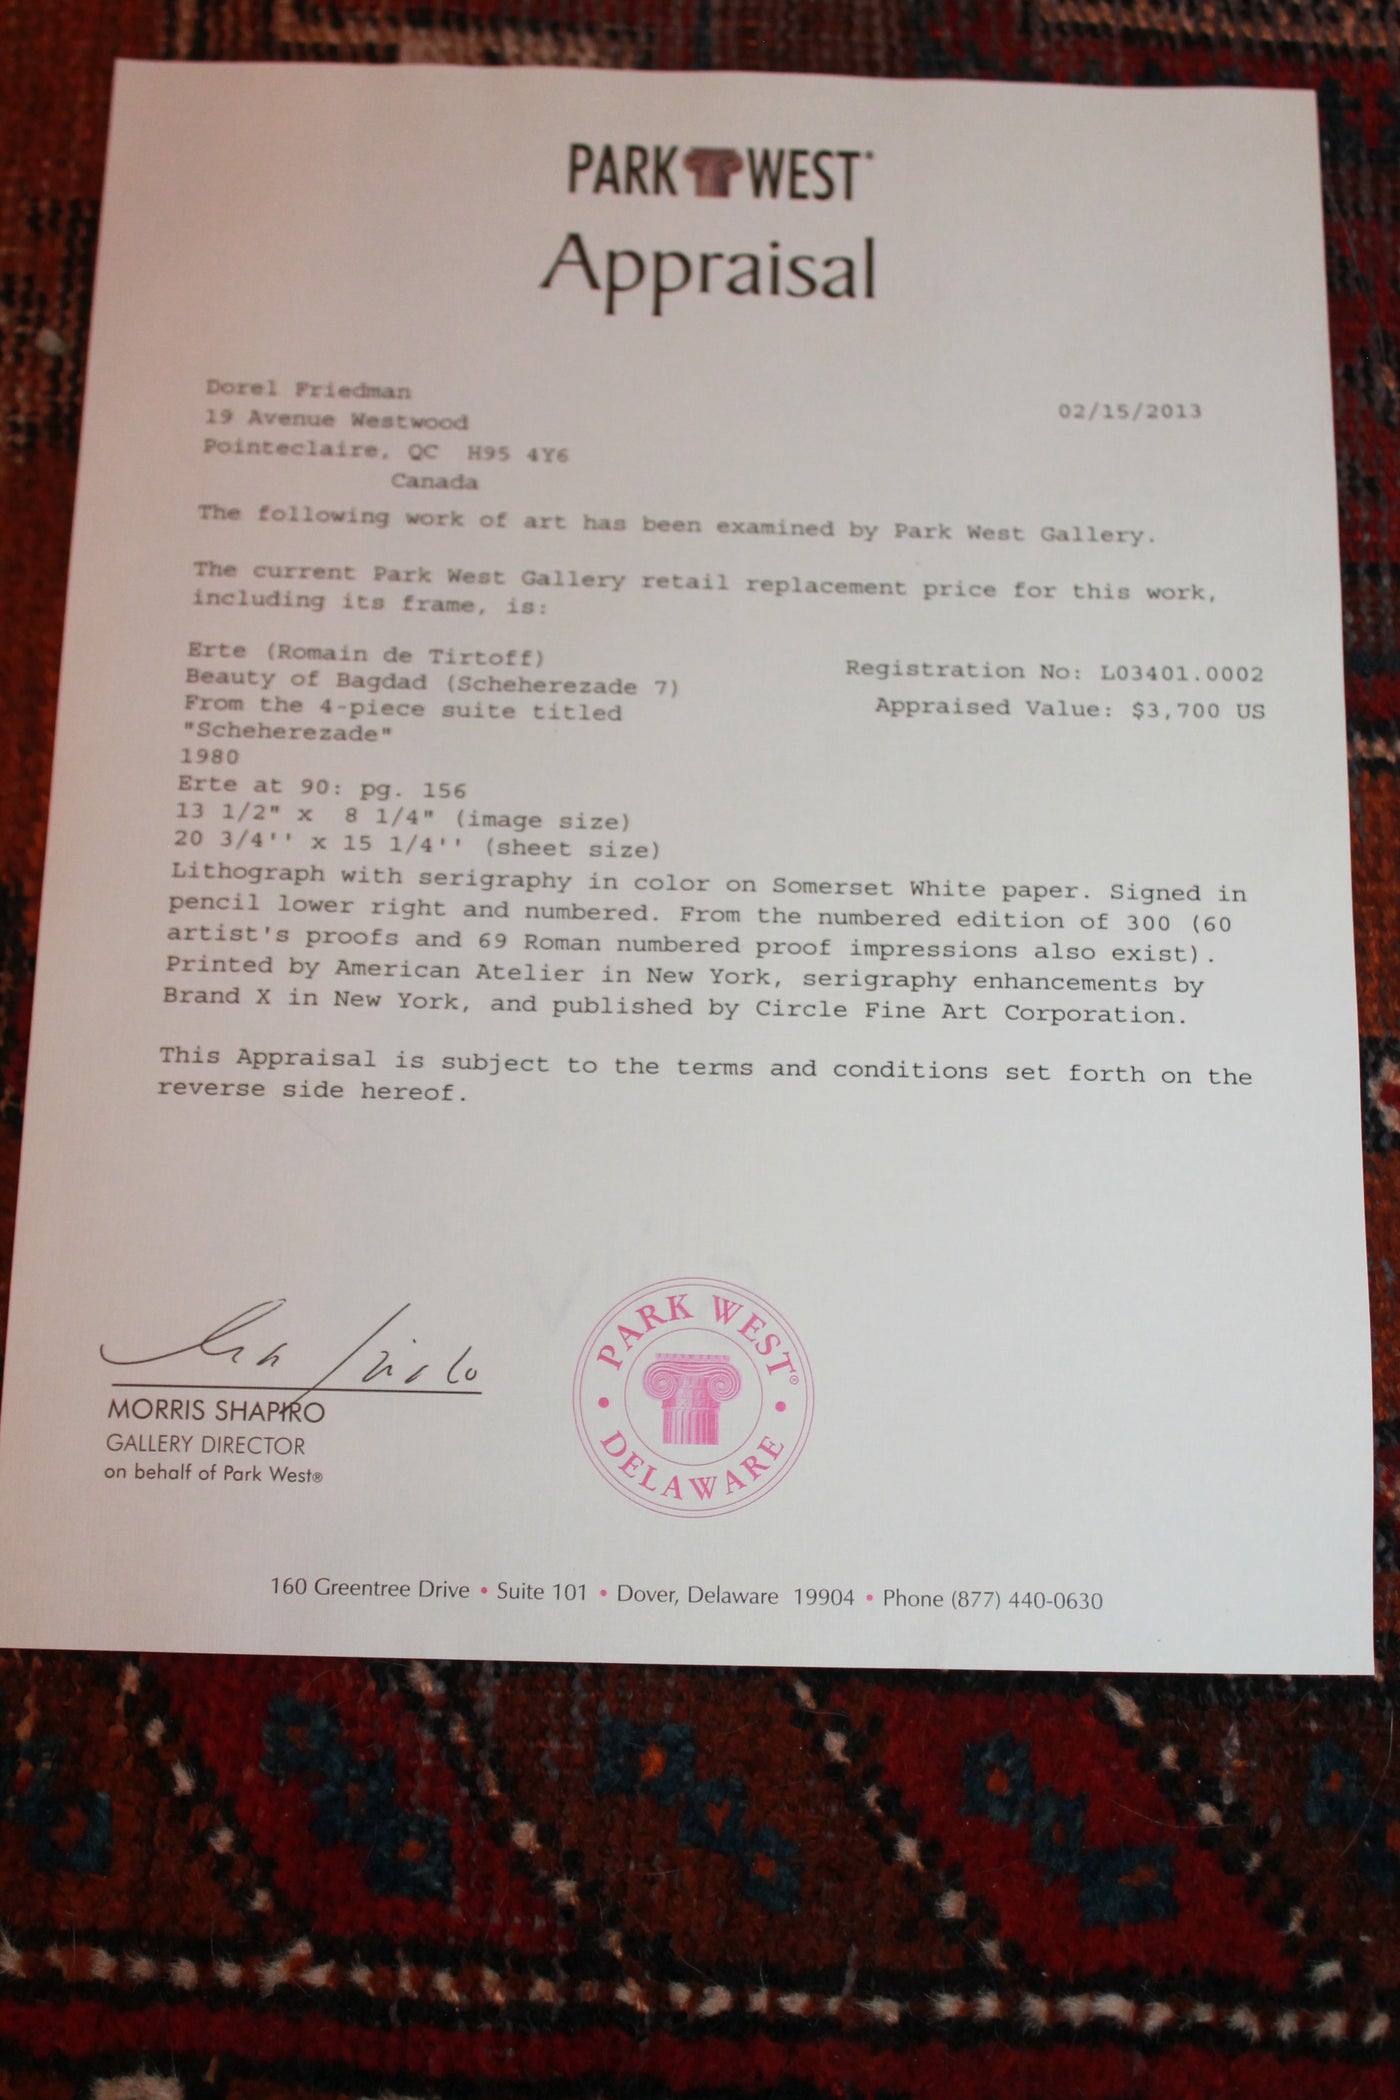 PARK WEST®
Appraisal
Dorel Friedman
19 Avenue Westwood
02/15/2013
Pointeclaire, QC  H95 4Y6
Canada
The following work of art has been examined by Park West Gallery.
The current Park West Gallery retail replacement price for this work,
including its frame, is:
Erte (Romain de Tirtoff)
Registration No: L03401.0002
Beauty of Bagdad (Scheherezade 7)
Appraised Value: $3,700 US
From the 4-piece suite titled
"Scheherezade"
1980
Erte at 90: pg. 156
13 1/2" x  8 1/4" (image size)
20 3/4'' x 15 1/4'' (sheet size)
Lithograph with serigraphy in color on Somerset White paper. Signed in
pencil lower right and numbered. From the numbered edition of 300 (60
artist's proofs and 69 Roman numbered proof impressions also exist).
Printed by American Atelier in New York, serigraphy enhancements by
Brand X in New York, and published by Circle Fine Art Corporation.
This Appraisal is subject to the terms and conditions set forth on the
reverse side hereof.
MORRIS SHAPIRO
GALLERY DIRECTOR
on behalf of Park West®
PARK WEST®
• DELAWARE •
160 Greentree Drive • Suite 101 • Dover, Delaware  19904 • Phone (877) 440-0630